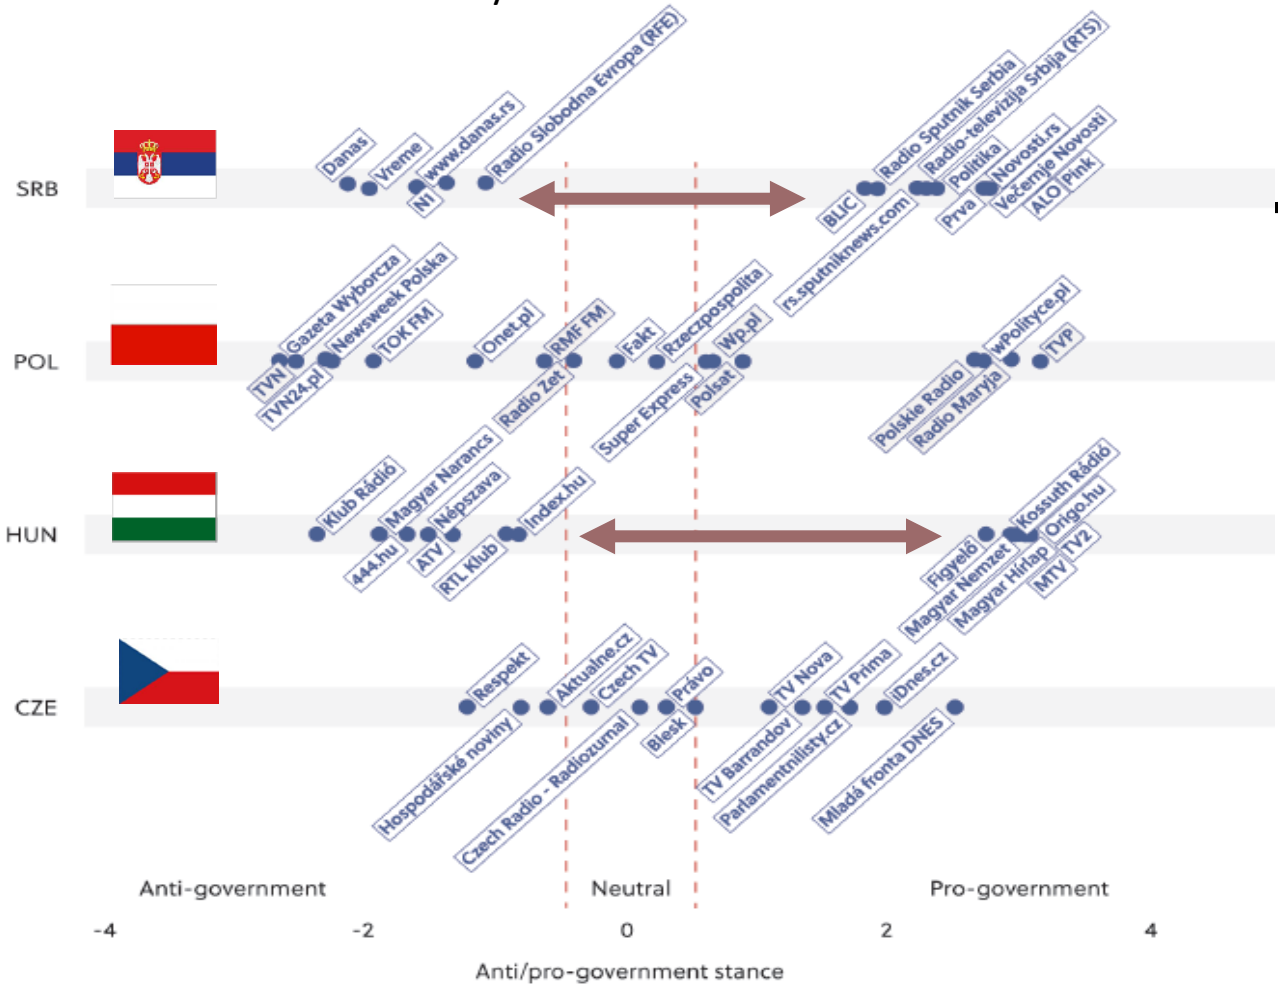 SRB
Danas
Vreme
www.danas.rs
N1
Radio Slobodna Evropa (RFE)
BLIC
Radio Sputnik Serbia
rs.sputniknews.com
Radio-televizija Srbija (RTS)
Politika
Prva
Novosti.rs
Večernje Novosti
ALO
Pink
POL
TVN
Gazeta Wyborcza
TVN24.pl
Newsweek Polska
TOK FM
Onet.pl
Radio Zet
RMF FM
Fakt
Rzeczpospolita
Super Express
Polsat
Wp.pl
Polskie Radio
Radio Maryja
wPolityce.pl
TVP
HUN
Klub Rádió
444.hu
Magyar Narancs
ATV
Népszava
RTL Klub
Index.hu
Figyelő
Magyar Nemzet
Kossuth Rádió
Magyar Hírlap
Origo.hu
TV2
MTV
CZE
Respekt
Hospodářské noviny
Aktualne.cz
Czech TV
Czech Radio - Radiozurnal
Blesk
Právo
TV Nova
TV Barrandov
TV Prima
Parlamentnilisty.cz
iDnes.cz
Mladá fronta DNES
Anti-government
Neutral
Pro-government
-4
-2
0
2
4
Anti/pro-government stance